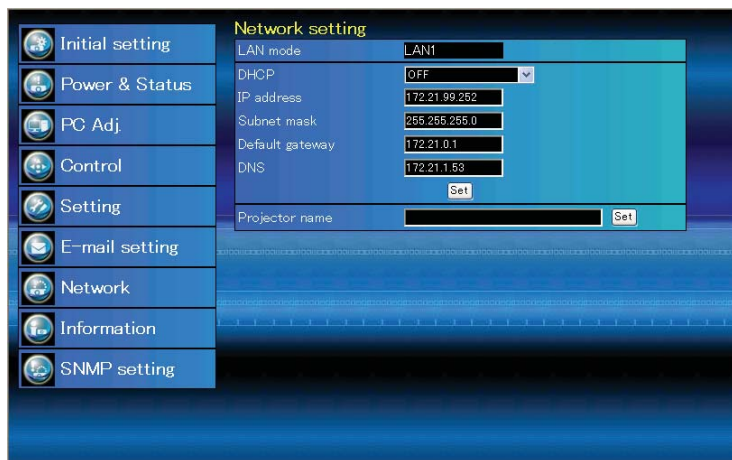 Initial setting
Power & Status
PC Adj.
Control
Setting
E-mail setting
Network
Information
SNMP setting
Network setting
LAN mode LAN1
DHCP OFF
IP address 172.21.99.252
Subnet mask 255.255.255.0
Default gateway 172.21.0.1
DNS 172.21.1.53
Set
Projector name Set